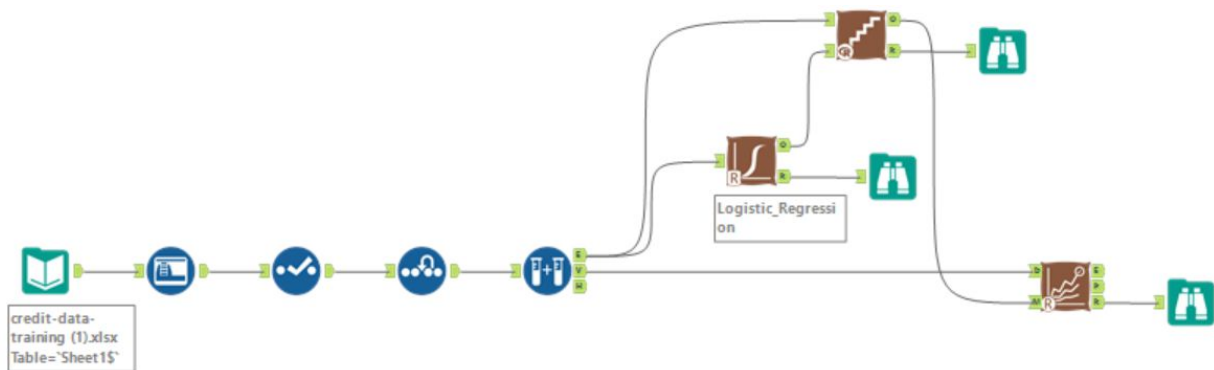 O
R
R
O
R
R
Logistic_Regressi
on
E
V
H
D
M
E
P
R
R
credit-data-
training (1).xlsx
Table=`Sheet1$`